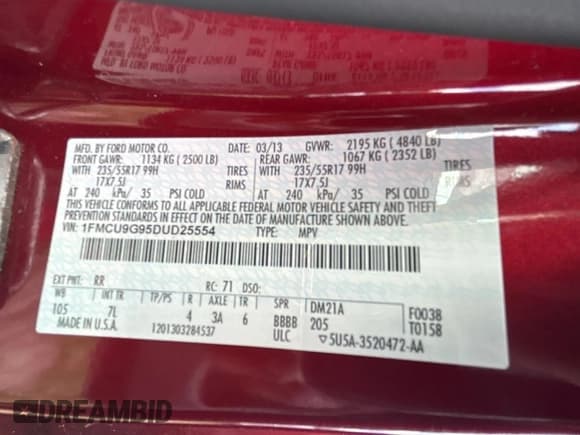 MFD. BY FORD MOTOR CO.
DATE: 03/13 GVWR: 2195 KG ( 4840 LB)
FRONT GAWR: 1134 KG ( 2500 LB) REAR GAWR: 1067 KG ( 2352 LB)
WITH 235/55R17 99H TIRES WITH 235/55R17 99H TIRES
17X7.5J RIMS 17X7.5J RIMS
AT 240 kPa/ 35 PSI COLD AT 240 kPa/ 35 PSI COLD
THIS VEHICLE CONFORMS TO ALL APPLICABLE FEDERAL MOTOR VEHICLE SAFETY AND THEFT PREVENTION
STANDARDS IN EFFECT ON THE DATE OF MANUFACTURE SHOWN ABOVE.
VIN: 1FMCU9G95DUD25554 TYPE: MPV
EXT PNT: RR RC: 71 DSO:
WB INT TR TP/PS R AXLE TR SPR DM21A F0038
105 7L 4 3A 6 BBBB 205 T0158
MADE IN U.S.A. 1201303284537 ULC ▽5U5A-3520472-AA
DREAMBID